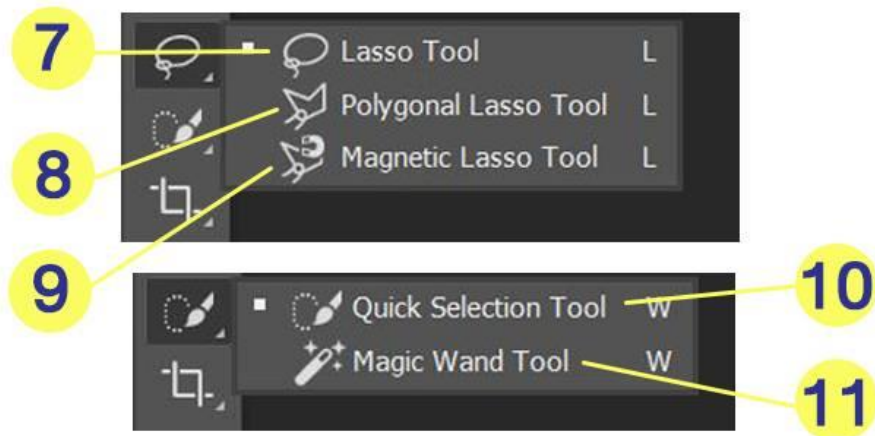 7 Lasso Tool L
8 Polygonal Lasso Tool L
9 Magnetic Lasso Tool L
Quick Selection Tool W 10
Magic Wand Tool W 11